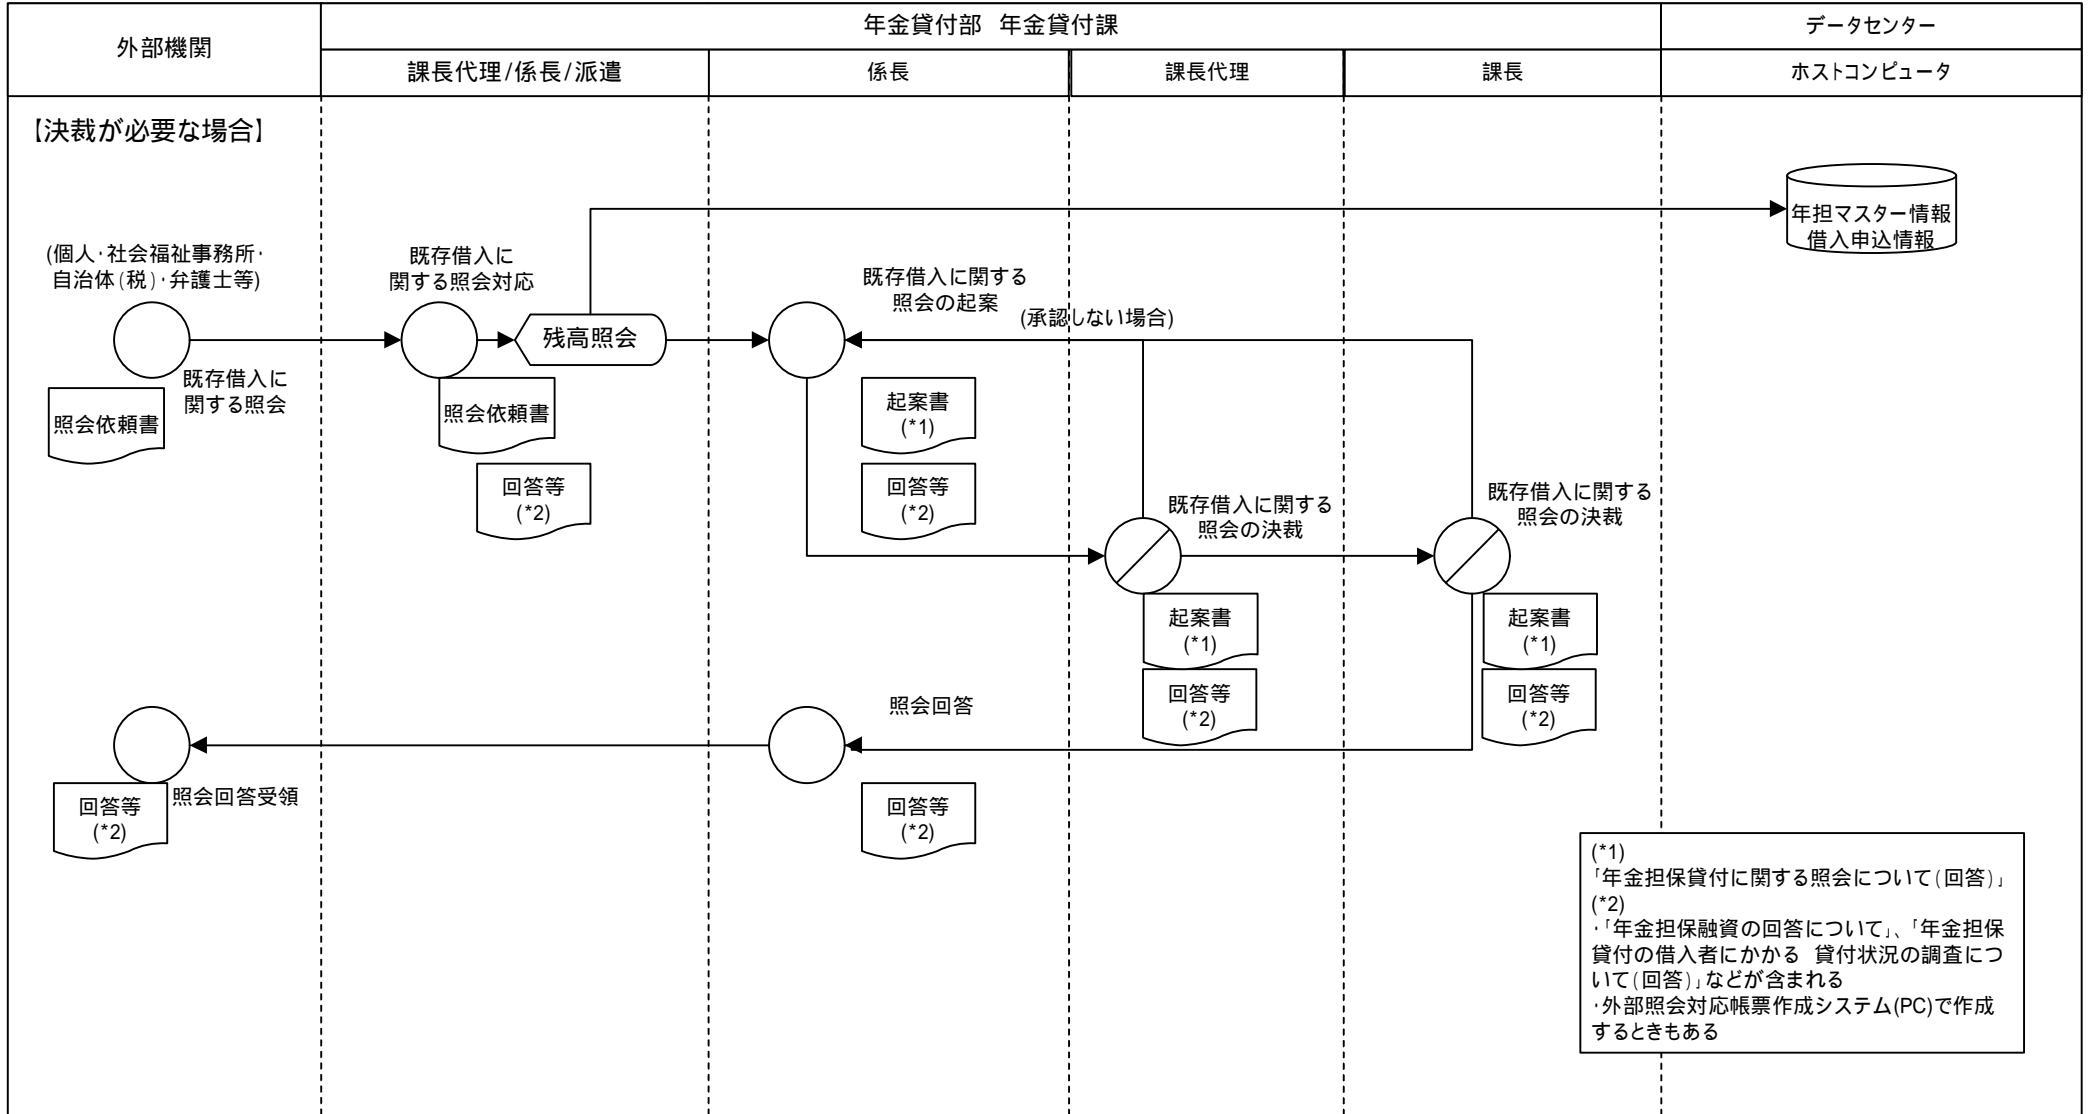 外部機関
年金貸付部　年金貸付課
データセンター
課長代理/係長/派遣
係長
課長代理
課長
ホストコンピュータ
【決裁が必要な場合】
年担マスター情報
借入申込情報
(個人・社会福祉事務所・
自治体(税)・弁護士等)
既存借入に
関する照会対応
既存借入に関する
照会の起案
(承認しない場合)
残高照会
既存借入に
関する照会
照会依頼書
照会依頼書
起案書
(*1)
回答等
(*2)
回答等
(*2)
既存借入に関する
照会の決裁
既存借入に関する
照会の決裁
起案書
(*1)
起案書
(*1)
回答等
(*2)
回答等
(*2)
照会回答
照会回答受領
回答等
(*2)
回答等
(*2)
(*1)
「年金担保貸付に関する照会について(回答)」
(*2)
・「年金担保融資の回答について」、「年金担保
貸付の借入者にかかる　貸付状況の調査につ
いて(回答)」などが含まれる
・外部照会対応帳票作成システム(PC)で作成
するときもある